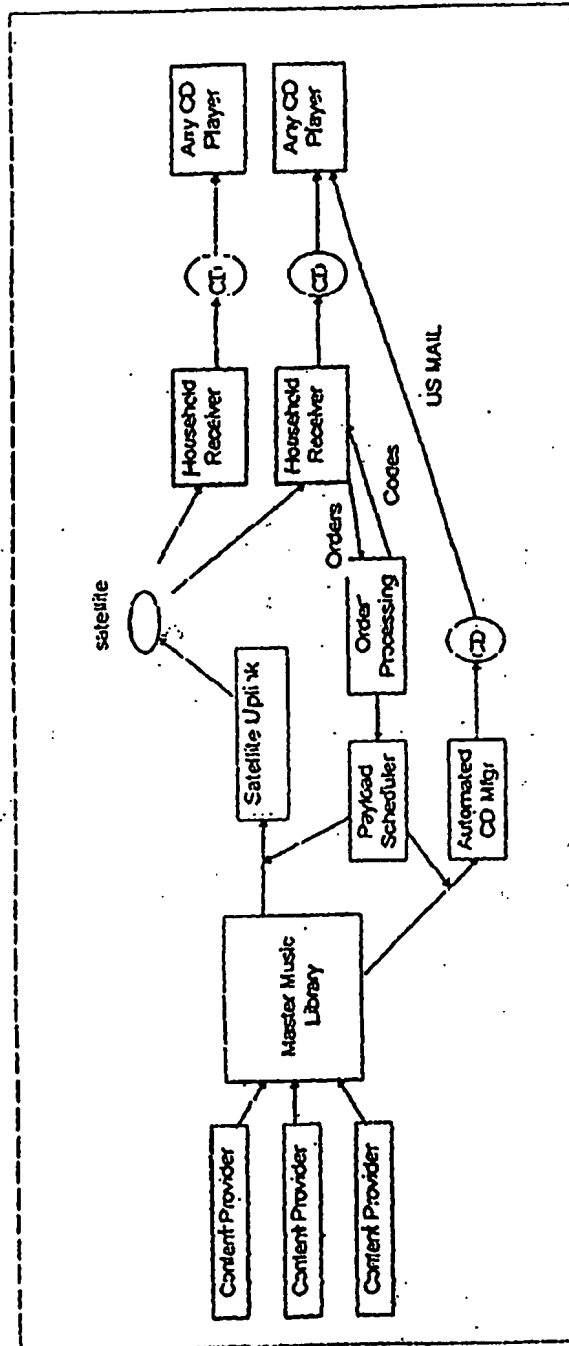 Content Provider
Content Provider
Content Provider
Master Music
Library
Satellite Uplink
satellite
Payload
Scheduler
Order
Processing
Orders
Codes
Automated
CD Mfgr
CD
US MAIL
Household
Receiver
Household
Receiver
CD
CD
Any CD
Player
Any CD
Player